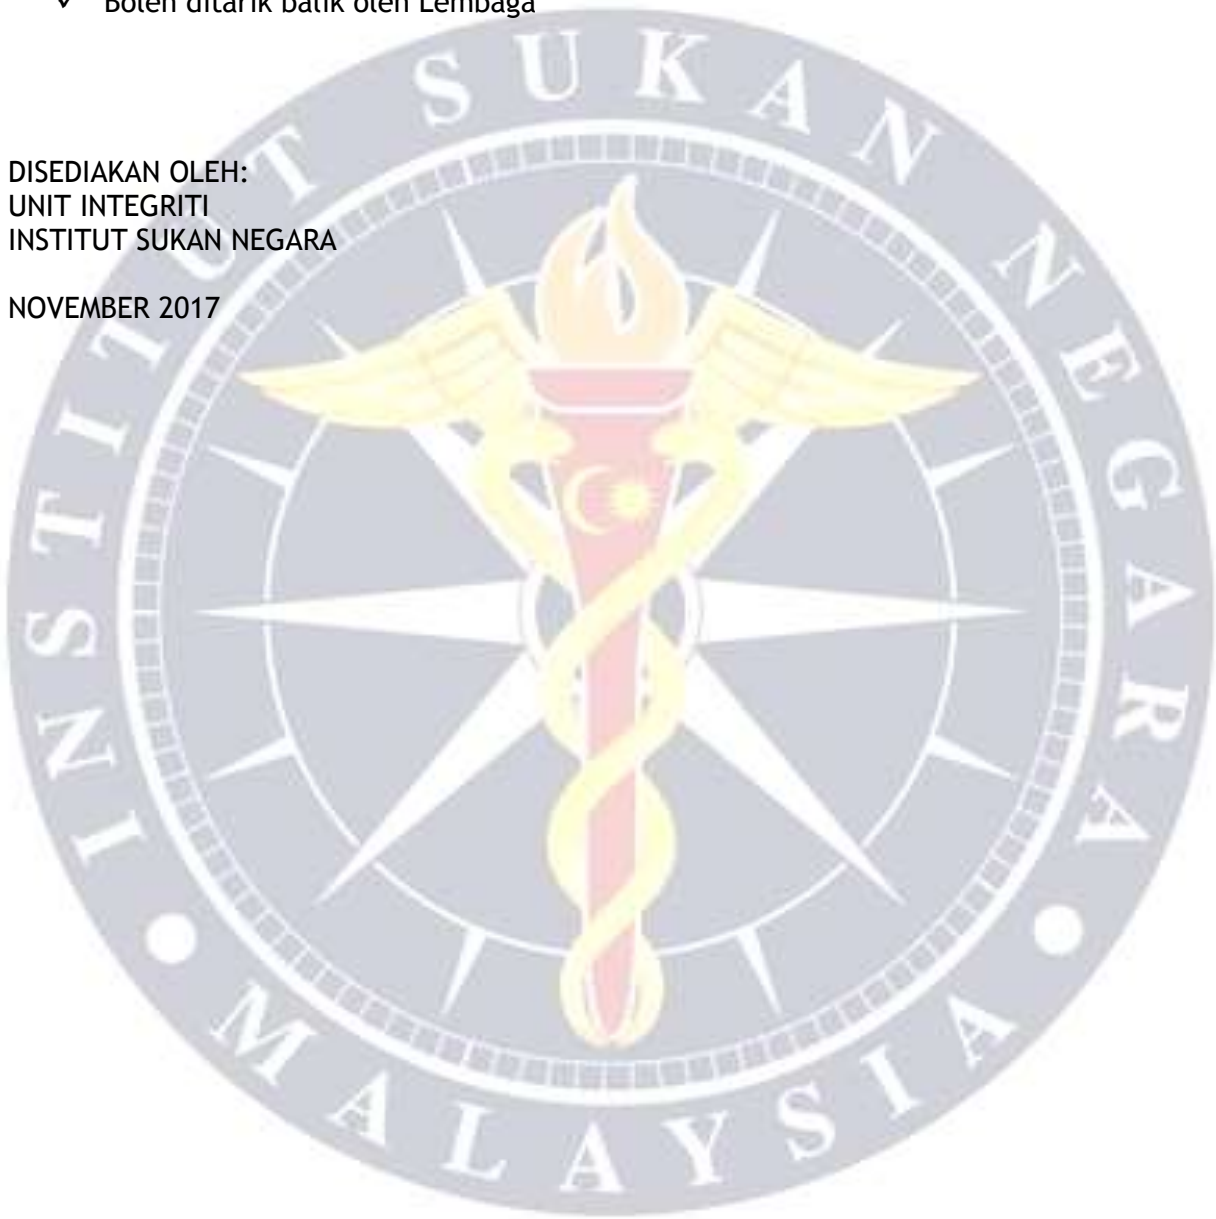 ✓ Boleh ditarik balik oleh Lembaga
DISEDIAKAN OLEH:
UNIT INTEGRITI
INSTITUT SUKAN NEGARA
NOVEMBER 2017
INSTITUT SUKAN NEGARA
• MALAYSIA •